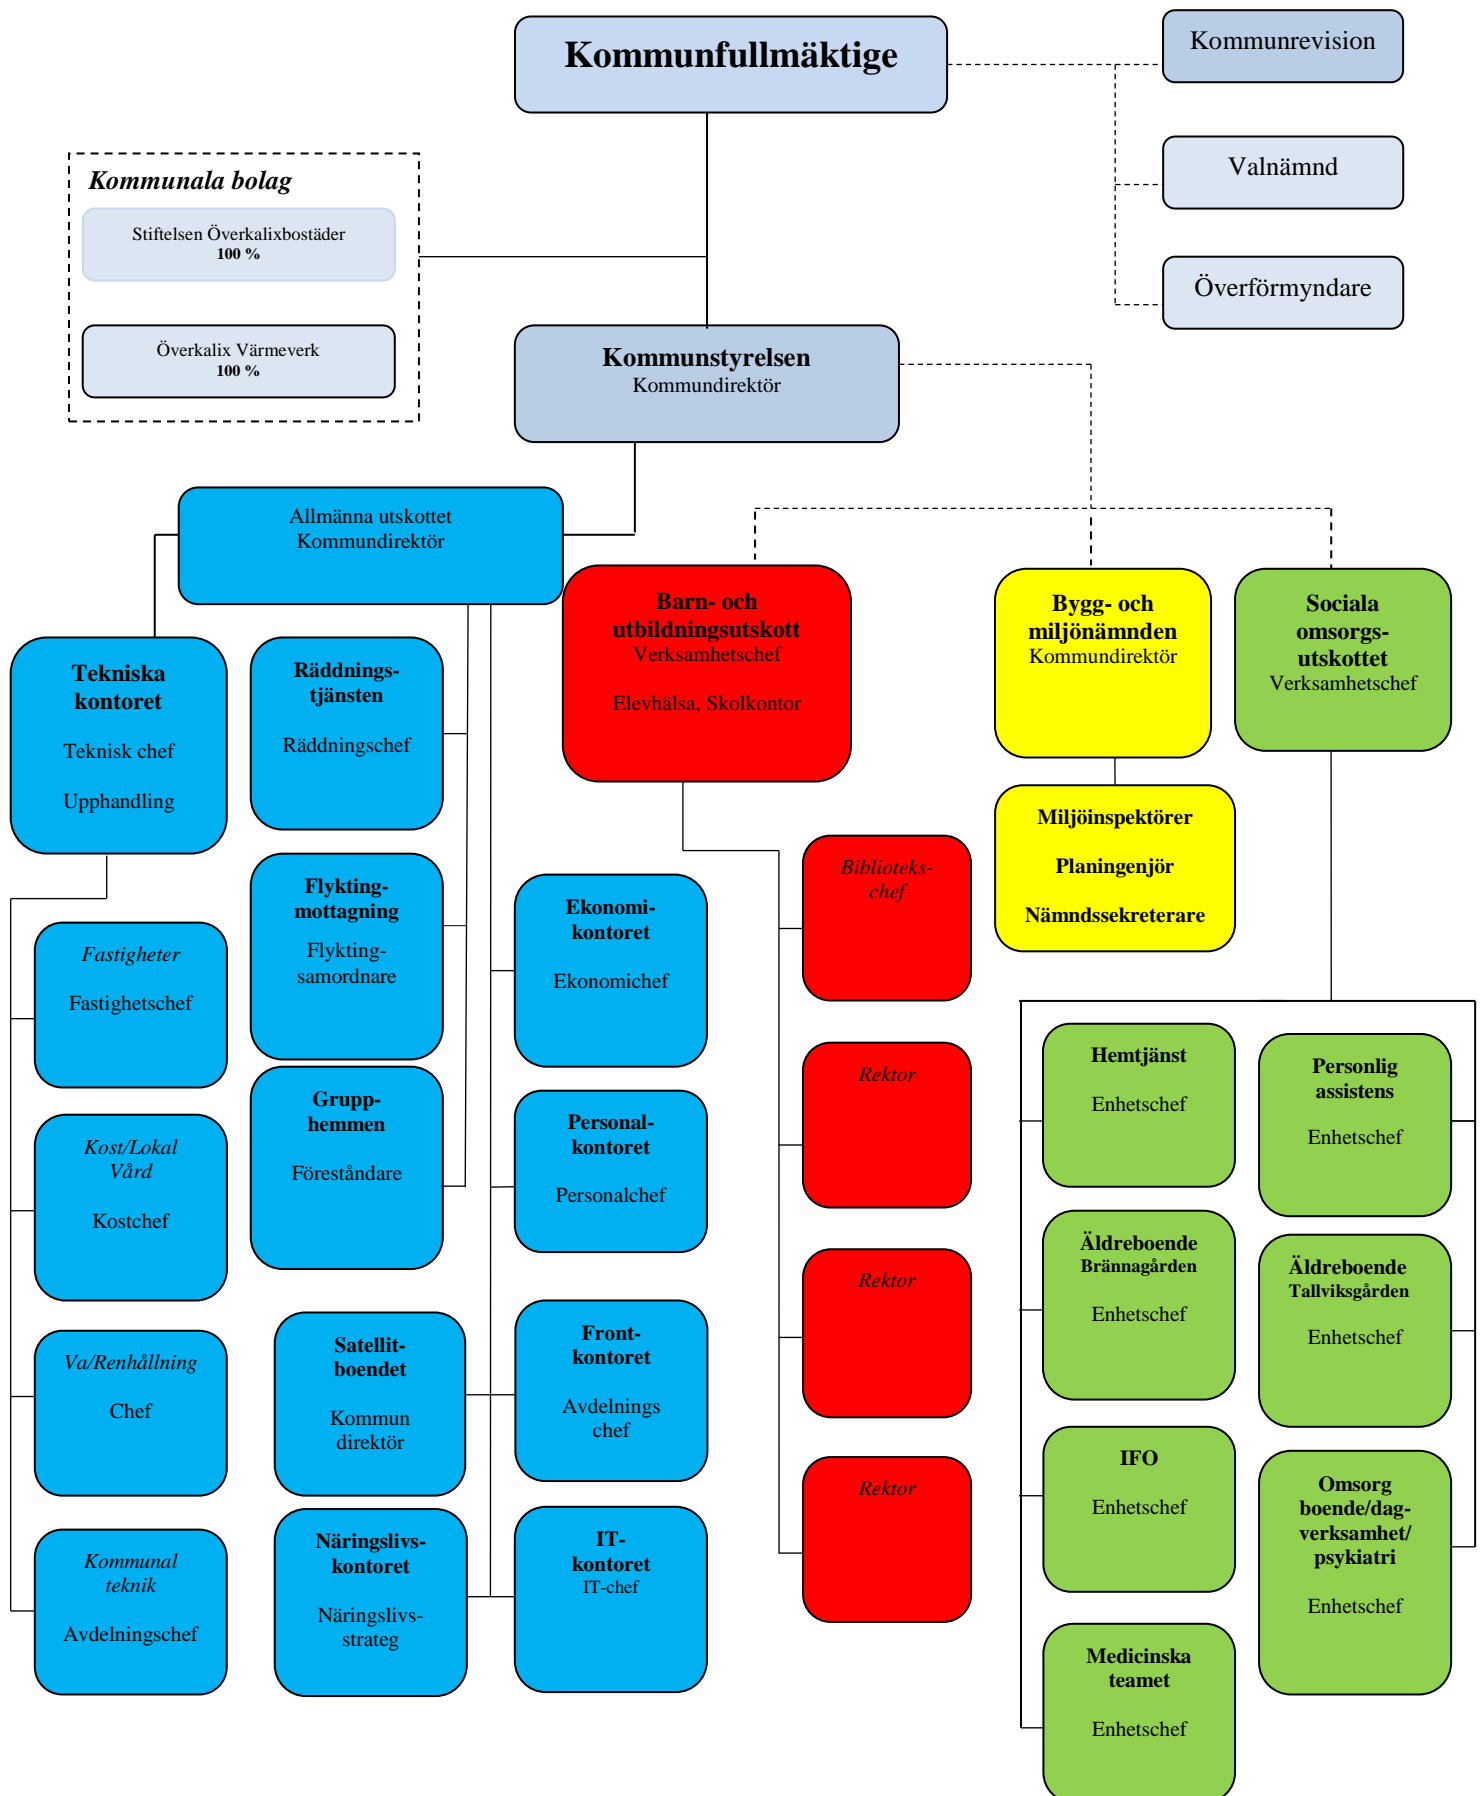 Kommunfullmäktige
Kommunrevision
Valnämnd
Överförmyndare
Kommunala bolag
Stiftelsen Överkalixbostäder
100 %
Överkalix Värmeverk
100 %
Kommunstyrelsen
Kommundirektör
Allmänna utskottet
Kommundirektör
Tekniska
kontoret
Teknisk chef
Upphandling
Fastigheter
Fastighetschef
Kost/Lokal
Vård
Kostchef
Va/Renhållning
Chef
Kommunal
teknik
Avdelningschef
Räddnings-
tjänsten
Räddningschef
Flykting-
mottagning
Flykting-
samordnare
Grupp-
hemmen
Föreståndare
Satellit-
boendet
Kommun
direktör
Näringslivs-
kontoret
Näringslivs-
strateg
Ekonomi-
kontoret
Ekonomichef
Personal-
kontoret
Personalchef
Front-
kontoret
Avdelnings
chef
IT-
kontoret
IT-chef
Barn- och
utbildningsutskott
Verksamhetschef
Elevhälsa, Skolkontor
Biblioteks-
chef
Rektor
Rektor
Rektor
Bygg- och
miljönämnden
Kommundirektör
Miljöinspektörer
Planingenjör
Nämndssekreterare
Sociala
omsorgs-
utskottet
Verksamhetschef
Hemtjänst
Enhetschef
Äldreboende
Brännagården
Enhetschef
IFO
Enhetschef
Medicinska
teamet
Enhetschef
Personlig
assistens
Enhetschef
Äldreboende
Tallviksgården
Enhetschef
Omsorg
boende/dag-
verksamhet/
psykiatri
Enhetschef